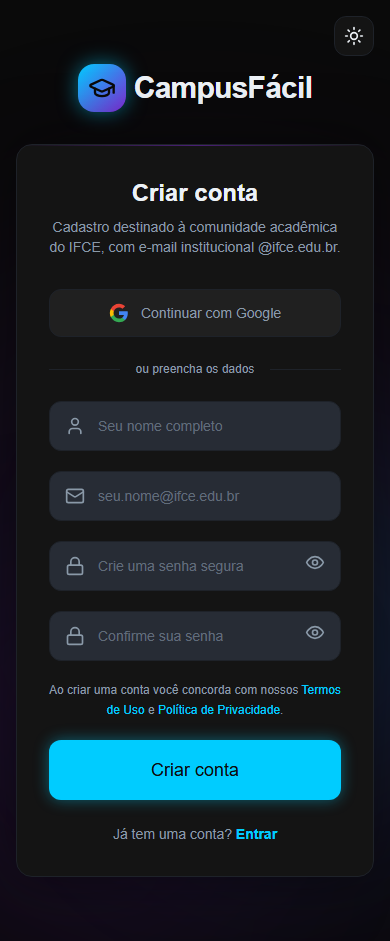 CampusFácil
Criar conta
Cadastro destinado à comunidade acadêmica
do IFCE, com e-mail institucional @ifce.edu.br.
Continuar com Google
ou preencha os dados
Seu nome completo
seu.nome@ifce.edu.br
Crie uma senha segura
Confirme sua senha
Ao criar uma conta você concorda com nossos Termos
de Uso e Política de Privacidade.
Criar conta
Já tem uma conta? Entrar